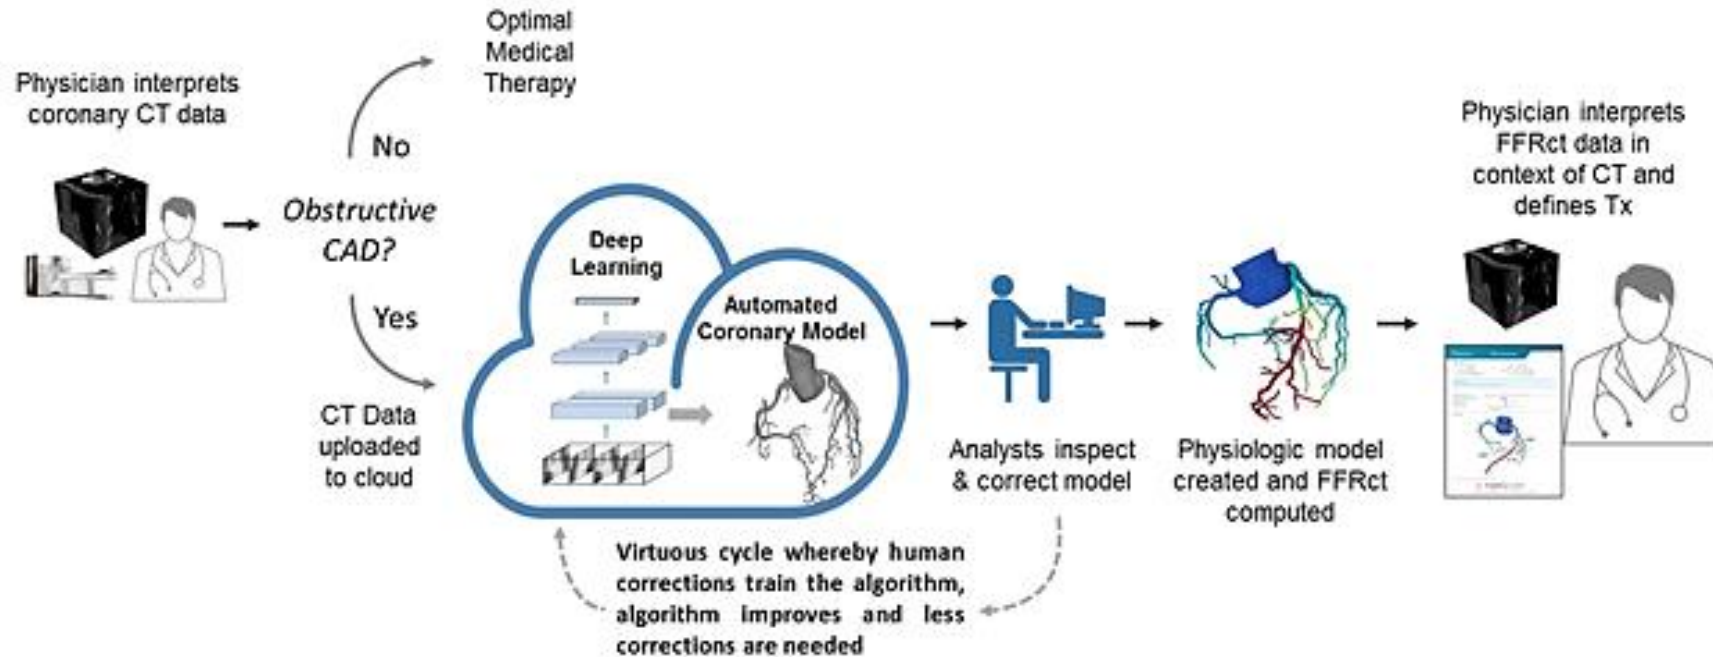 Physician interprets
coronary CT data
Optimal
Medical
Therapy
No
Obstructive
CAD?
Yes
CT Data
uploaded
to cloud
Deep
Learning
Automated
Coronary Model
Analysts inspect
& correct model
Virtuous cycle whereby human
corrections train the algorithm,
algorithm improves and less
corrections are needed
Physiologic model
created and FFRct
computed
Physician interprets
FFRct data in
context of CT and
defines Tx